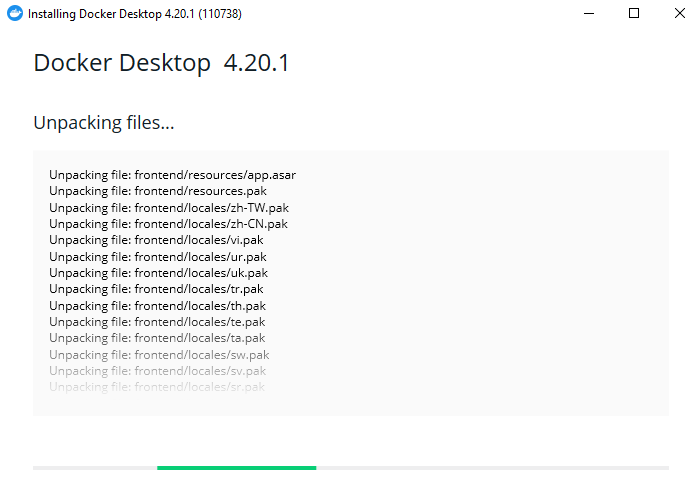 Installing Docker Desktop 4.20.1 (110738)
Docker Desktop 4.20.1
Unpacking files...
Unpacking file: frontend/resources/app.asar
Unpacking file: frontend/resources.pak
Unpacking file: frontend/locales/zh-TW.pak
Unpacking file: frontend/locales/zh-CN.pak
Unpacking file: frontend/locales/vi.pak
Unpacking file: frontend/locales/ur.pak
Unpacking file: frontend/locales/uk.pak
Unpacking file: frontend/locales/tr.pak
Unpacking file: frontend/locales/th.pak
Unpacking file: frontend/locales/te.pak
Unpacking file: frontend/locales/ta.pak
Unpacking file: frontend/locales/sw.pak
Unpacking file: frontend/locales/sv.pak
Unpacking file: frontend/locales/sr.pak